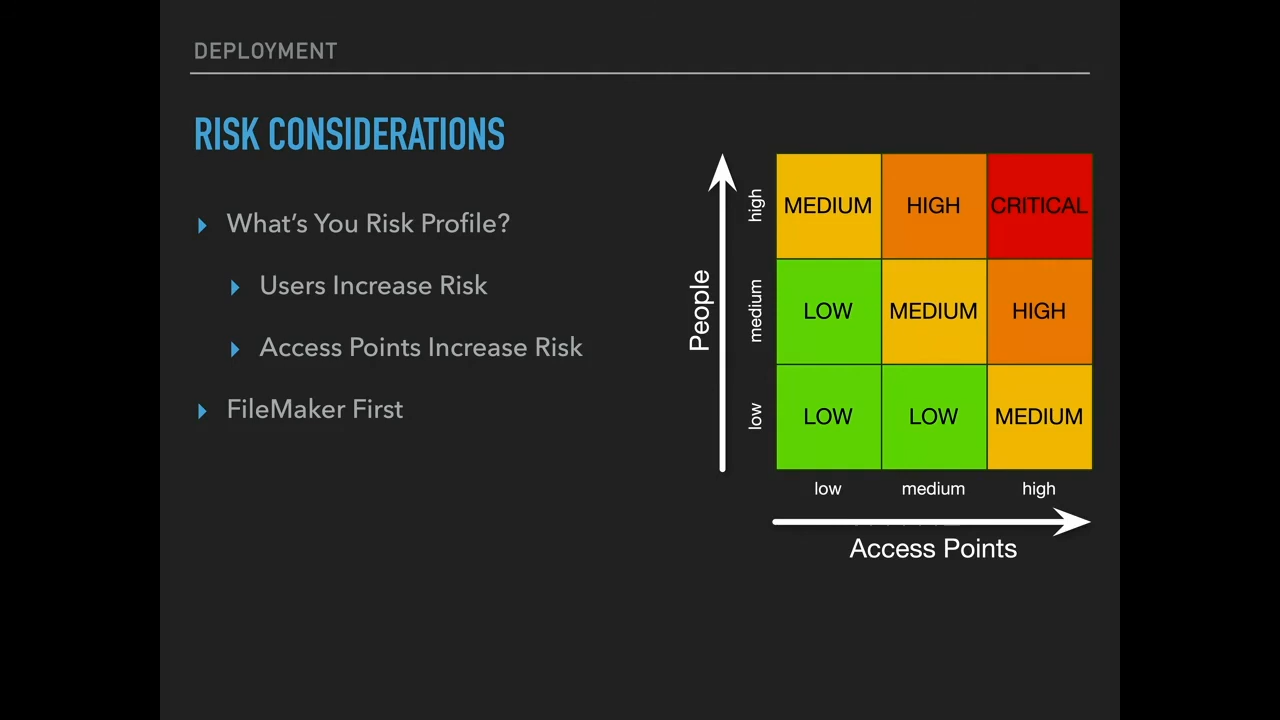 DEPLOYMENT
RISK CONSIDERATIONS
What's You Risk Profile?
Users Increase Risk
Access Points Increase Risk
FileMaker First
People
high
MEDIUM HIGH CRITICAL
medium
LOW MEDIUM HIGH
low
LOW LOW MEDIUM
low medium high
Access Points